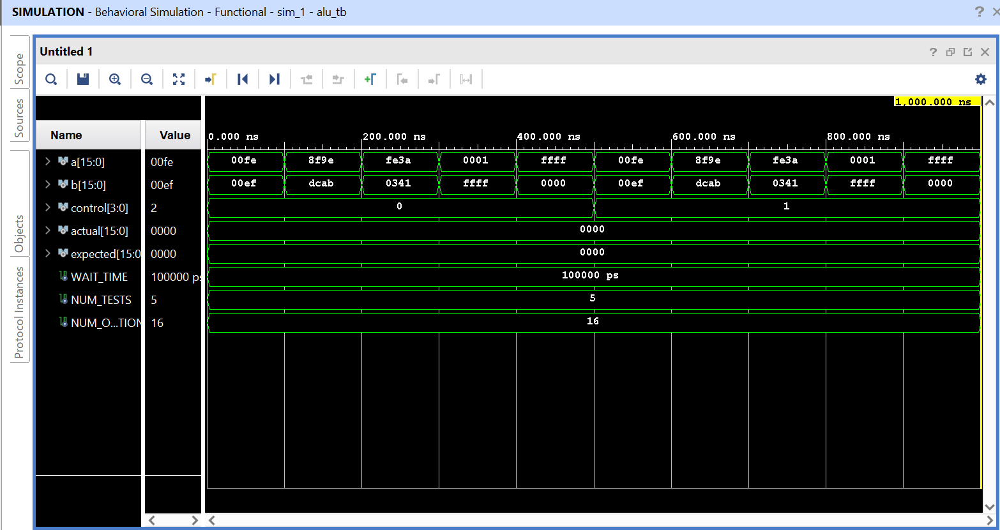 SIMULATION - Behavioral Simulation - Functional - sim_1 - alu_tb
?
Scope
Sources
Objects
Protocol Instances
Untitled 1
?
1,000.000 ns
Name Value
0.000 ns 200.000 ns 400.000 ns 600.000 ns 800.000 ns
a[15:0] 00fe 00fe 8f9e fe3a 0001 ffff 00fe 8f9e fe3a 0001 ffff
b[15:0] 00ef 00ef dcab 0341 ffff 0000 00ef dcab 0341 ffff 0000
control[3:0] 2 0 1
actual[15:0] 0000 0000
expected[15:0 0000 0000
WAIT_TIME 100000 ps 100000 ps
NUM_TESTS 5 5
NUM_O...TION 16 16